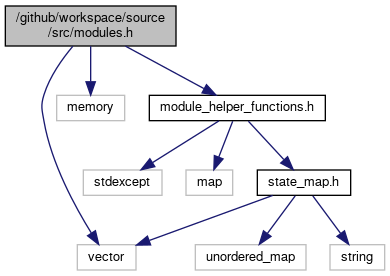 /github/workspace/source
/src/modules.h
memory
module_helper_functions.h
stdexcept
map
state_map.h
vector
unordered_map
string